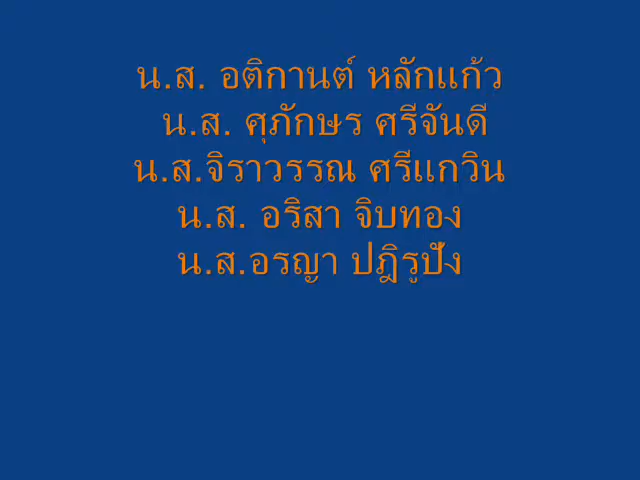 น.ส. อติกานต์ หลักแก้ว
น.ส. ศุภักษร ศรีจันดี
น.ส.จิราวรรณ ศรีแกวิน
น.ส. อริสา จิบทอง
น.ส.อรญา ปฎิรูปัง